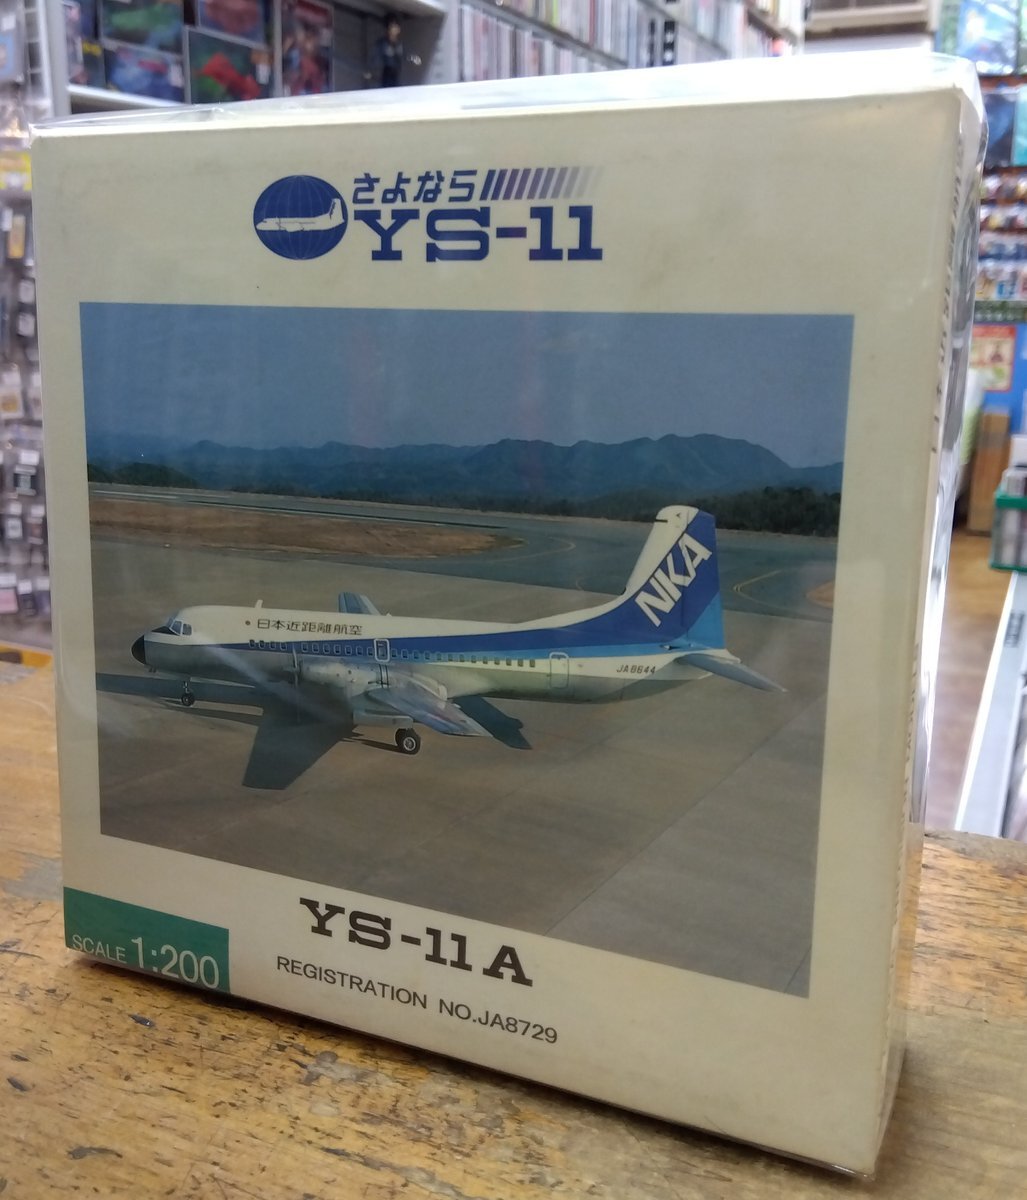 さよなら
YS-11
NKA
日本近距離航空
JA8644
YS-11A
SCALE 1:200
REGISTRATION NO.JA8729